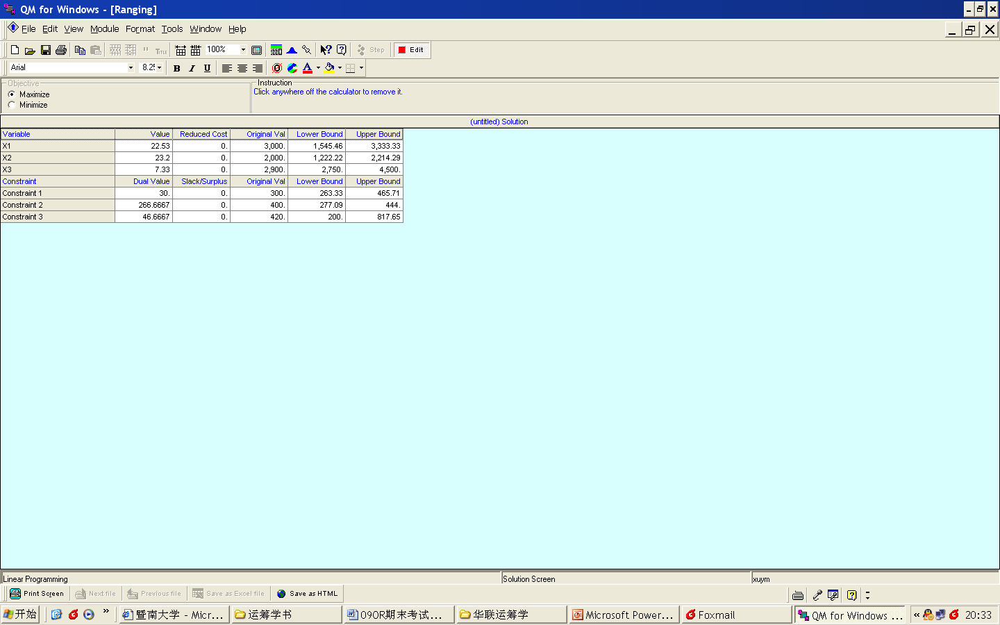 QM for Windows - [Ranging]
File Edit View Module Format Tools Window Help
TITLE 100% Step Edit
Arial 8.25 B I U A
Objective Instruction
Maximize Click anywhere off the calculator to remove it.
Minimize
(untitled) Solution
Variable Value Reduced Cost Original Val Lower Bound Upper Bound
X1 22.53 0. 3,000. 1,545.46 3,333.33
X2 23.2 0. 2,000. 1,222.22 2,214.29
X3 7.33 0. 2,900. 2,750. 4,500.
Constraint Dual Value Slack/Surplus Original Val Lower Bound Upper Bound
Constraint 1 30. 0. 300. 263.33 465.71
Constraint 2 266.6667 0. 400. 277.09 444.
Constraint 3 46.6667 0. 420. 200. 817.65
Linear Programming Solution Screen xuym
Print Screen Next file Previous file Save as Excel file Save as HTML
开始 » 暨南大学 - Micr... 运筹学书 09OR期末考试... 华联运筹学 Microsoft Power... Foxmail QM for Windows ... « 20:33